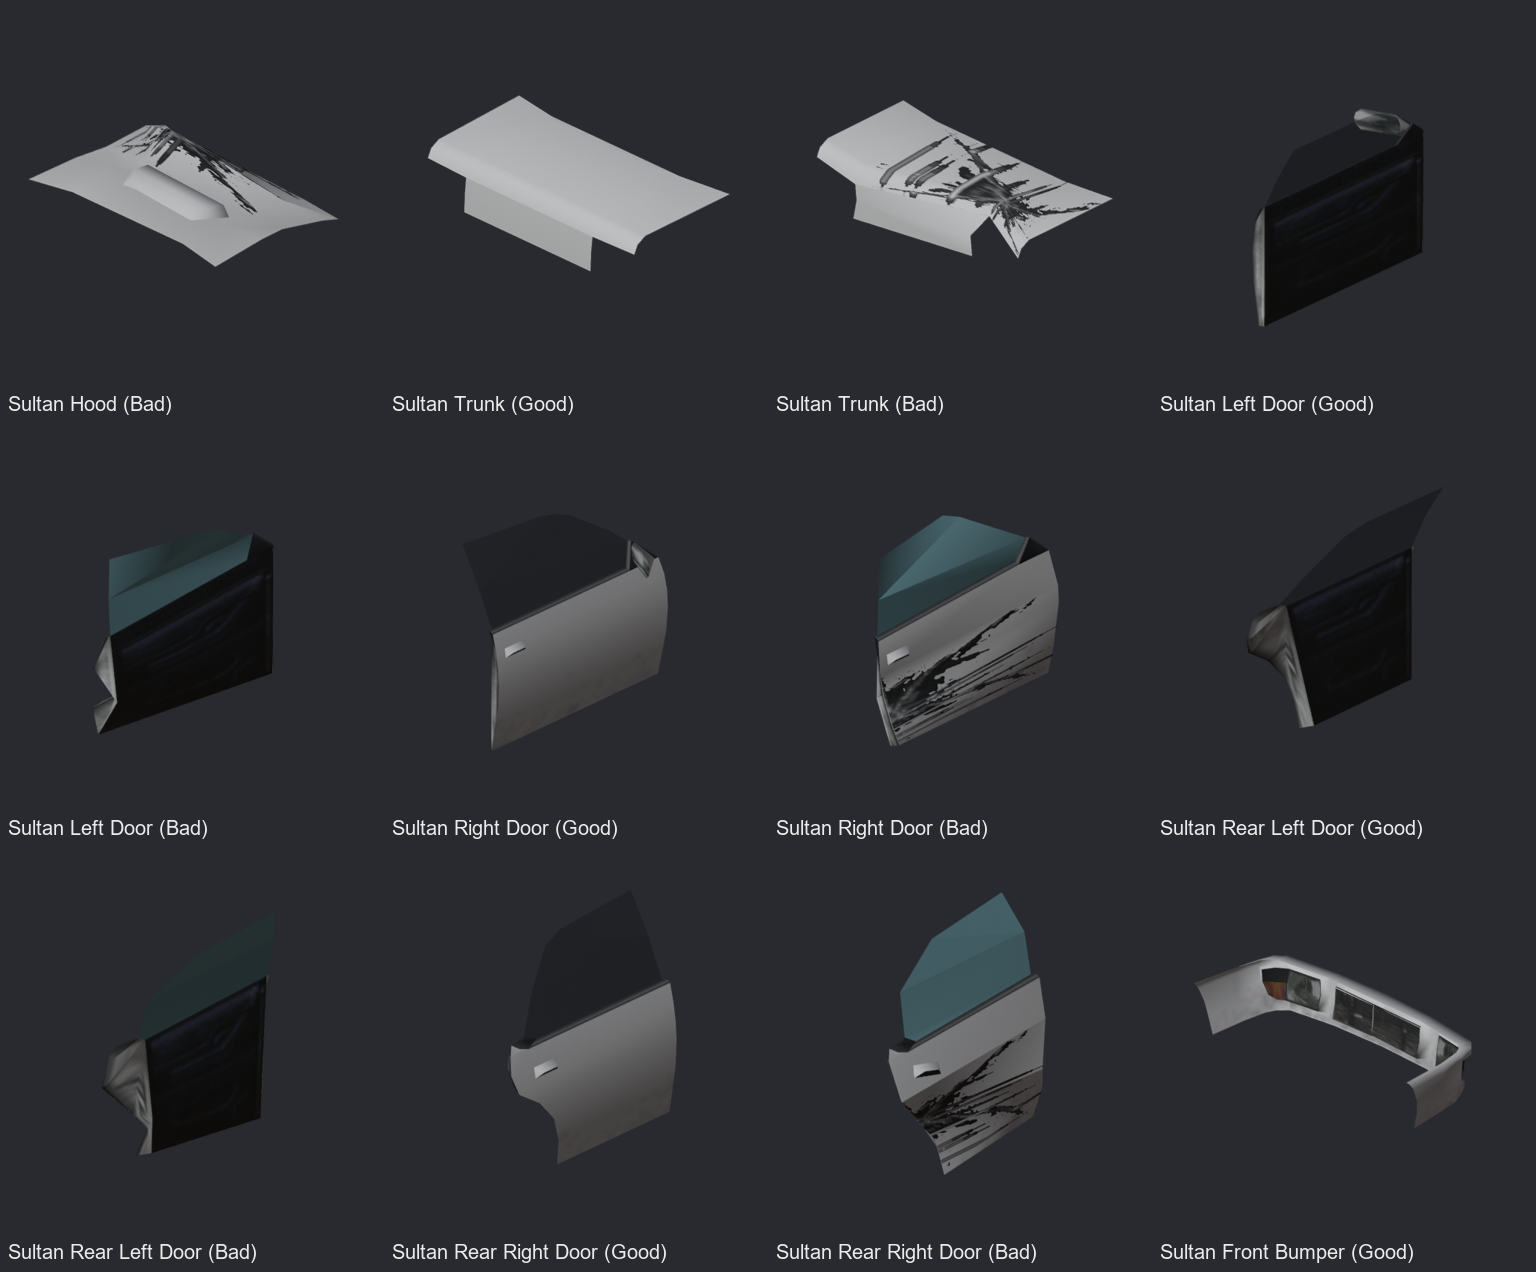 Sultan Hood (Bad)
Sultan Trunk (Good)
Sultan Trunk (Bad)
Sultan Left Door (Good)
Sultan Left Door (Bad)
Sultan Right Door (Good)
Sultan Right Door (Bad)
Sultan Rear Left Door (Good)
Sultan Rear Left Door (Bad)
Sultan Rear Right Door (Good)
Sultan Rear Right Door (Bad)
Sultan Front Bumper (Good)